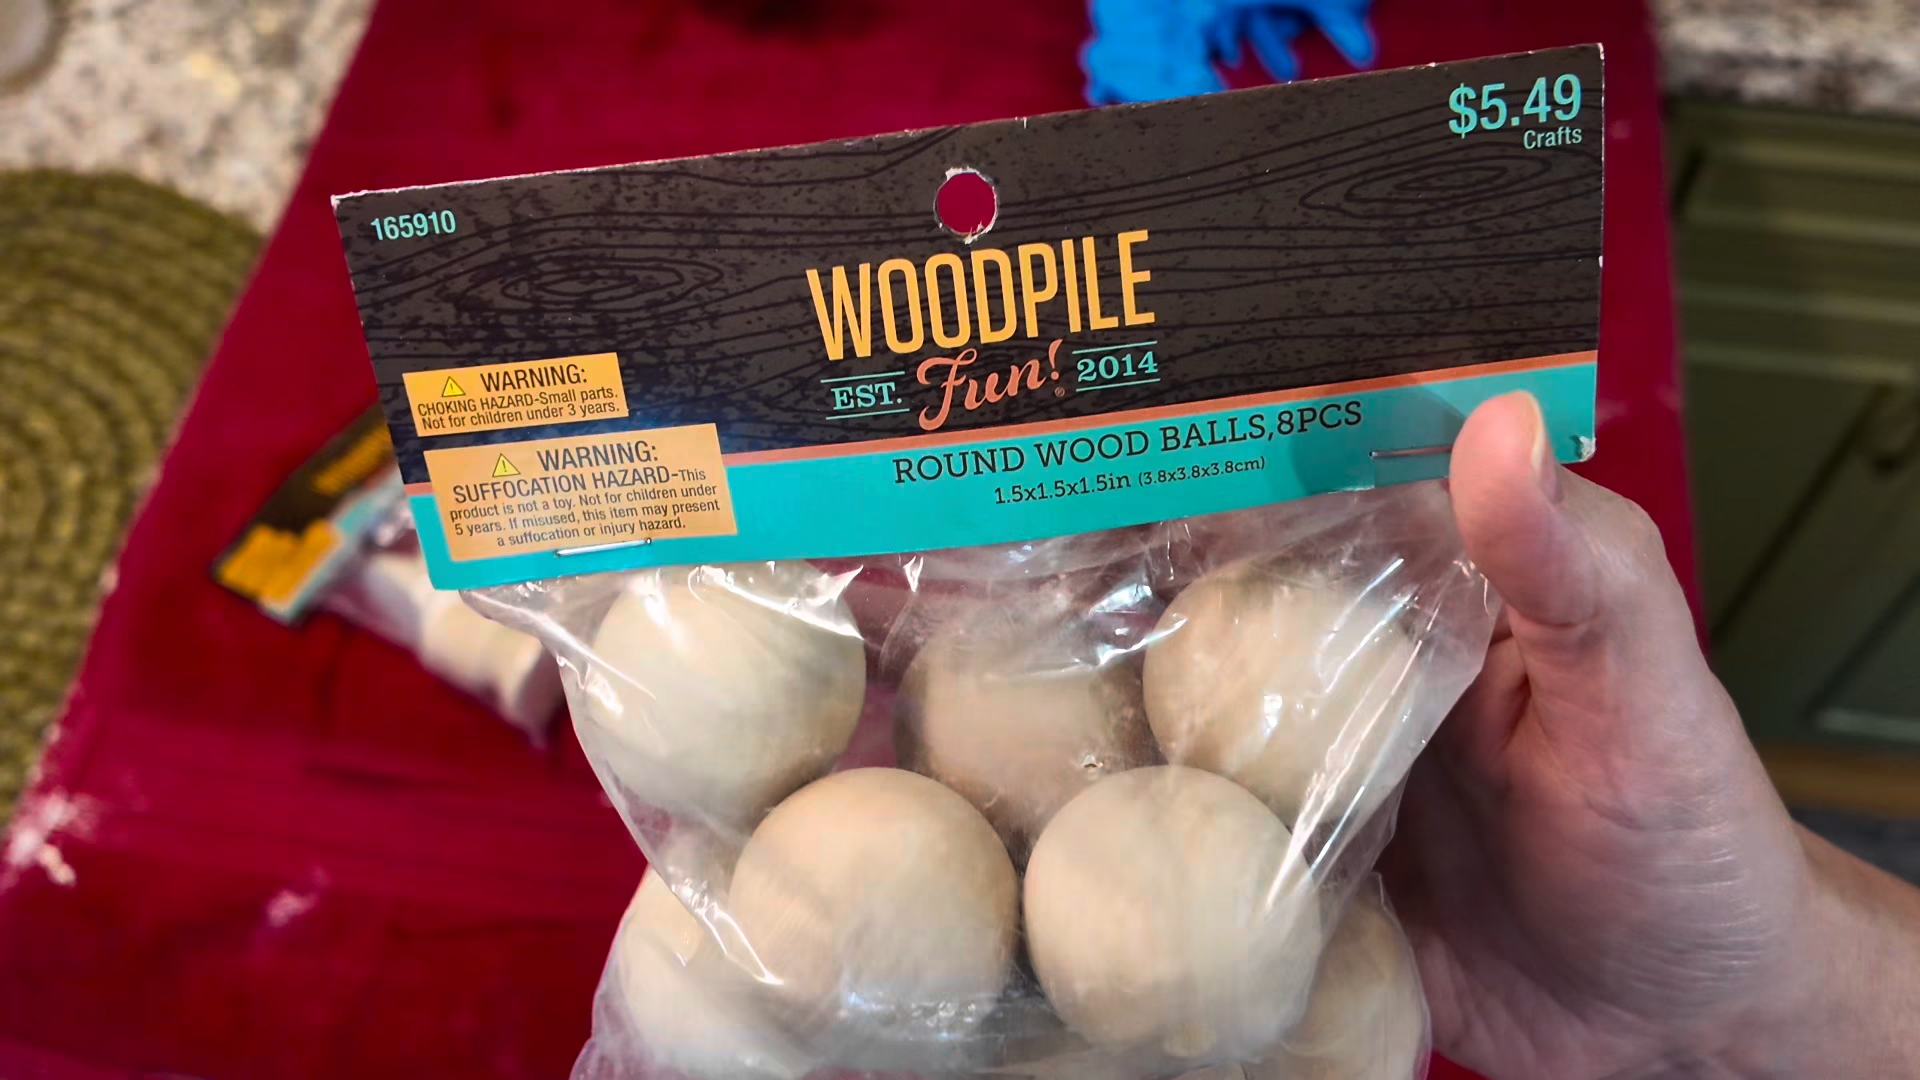 $5.49
Crafts
165910
WOODPILE
EST. Fun!® 2014
WARNING:
CHOKING HAZARD-Small parts.
Not for children under 3 years.
WARNING:
SUFFOCATION HAZARD-This
product is not a toy. Not for children under
5 years. If misused, this item may present
a suffocation or injury hazard.
ROUND WOOD BALLS,8PCS
1.5x1.5x1.5in (3.8x3.8x3.8cm)